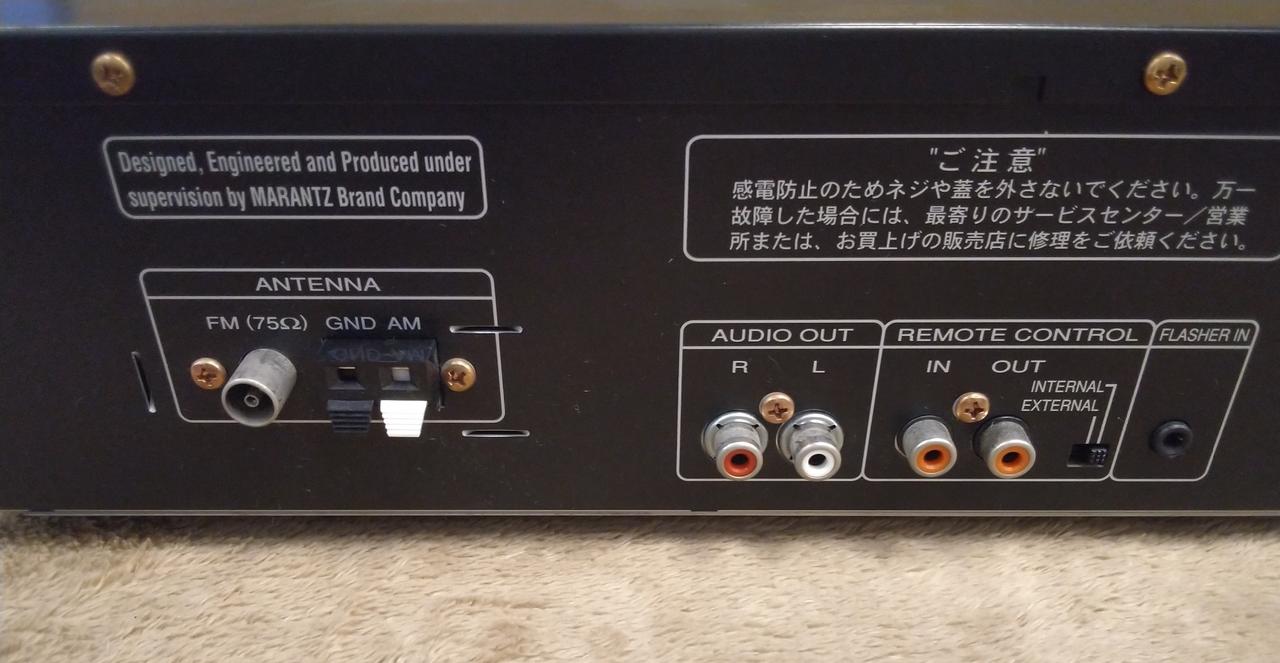 Designed, Engineered and Produced under
supervision by MARANTZ Brand Company
"ご注意"
感電防止のためネジや蓋を外さないでください。万一
故障した場合には、最寄りのサービスセンター／営業
所または、お買上げの販売店に修理をご依頼ください。
ANTENNA
FM (75Ω) GND AM
GND AM
AUDIO OUT
R L
REMOTE CONTROL
IN OUT
INTERNAL
EXTERNAL
FLASHER IN